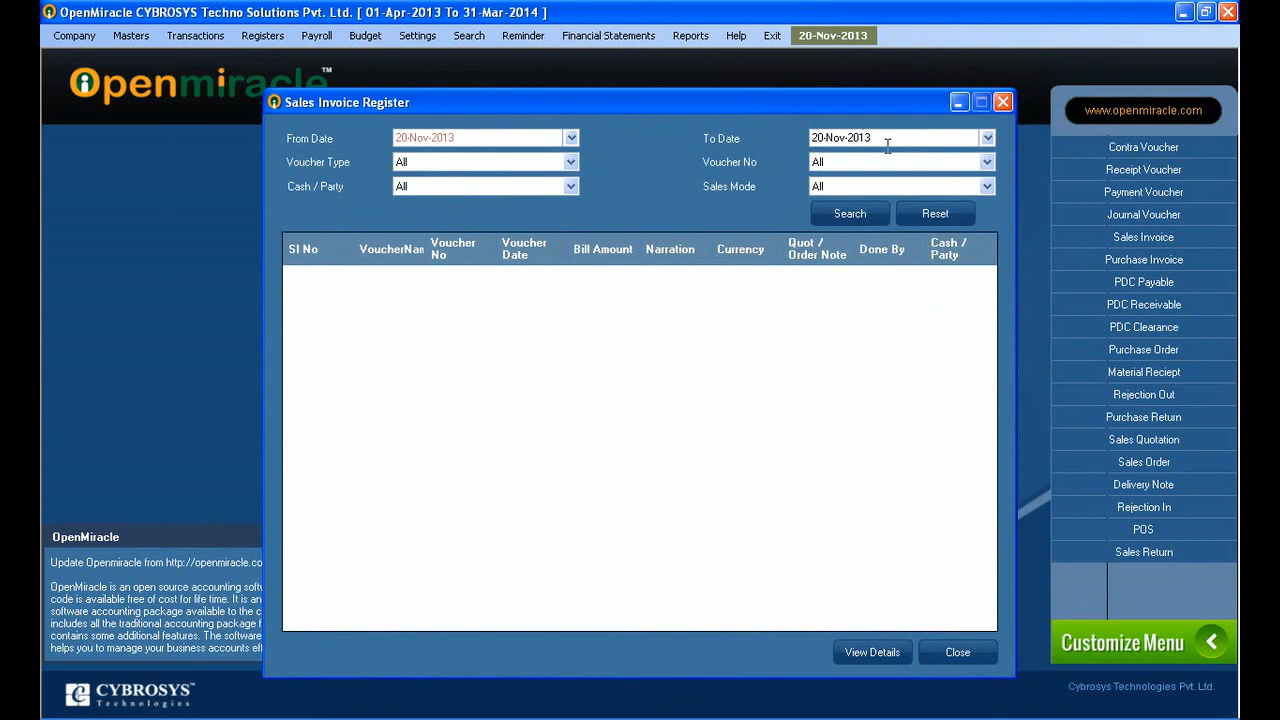 OpenMiracle CYBROSYS Techno Solutions Pvt. Ltd. [ 01-Apr-2013 To 31-Mar-2014 ]
Company Masters Transactions Registers Payroll Budget Settings Search Reminder Financial Statements Reports Help Exit 20-Nov-2013
Openmiracle™
Sales Invoice Register
From Date 20-Nov-2013 To Date 20-Nov-2013
Voucher Type All Voucher No All
Cash / Party All Sales Mode All
Search Reset
Sl No VoucherNar Voucher No Voucher Date Bill Amount Narration Currency Quot / Order Note Done By Cash / Party
View Details Close
www.openmiracle.com
Contra Voucher
Receipt Voucher
Payment Voucher
Journal Voucher
Sales Invoice
Purchase Invoice
PDC Payable
PDC Receivable
PDC Clearance
Purchase Order
Material Reciept
Rejection Out
Purchase Return
Sales Quotation
Sales Order
Delivery Note
Rejection In
POS
Sales Return
Customize Menu
OpenMiracle
Update Openmiracle from http://openmiracle.co
OpenMiracle is an open source accounting soft
code is available free of cost for life time. It is an
software accounting package available to the c
includes all the traditional accounting package f
contains some additional features. The software
helps you to manage your business accounts eff
CYBROSYS™
Technologies
Cybrosys Technologies Pvt. Ltd.